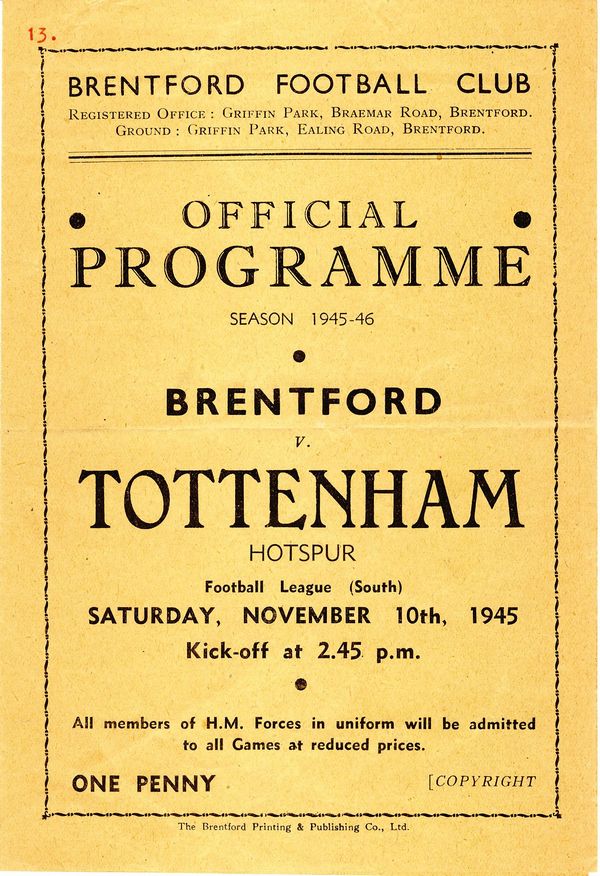 13.
BRENTFORD FOOTBALL CLUB
REGISTERED OFFICE : GRIFFIN PARK, BRAEMAR ROAD, BRENTFORD.
GROUND : GRIFFIN PARK, EALING ROAD, BRENTFORD.
OFFICIAL
PROGRAMME
SEASON 1945-46
BRENTFORD
v.
TOTTENHAM
HOTSPUR
Football League (South)
SATURDAY, NOVEMBER 10th, 1945
Kick-off at 2.45 p.m.
All members of H.M. Forces in uniform will be admitted
to all Games at reduced prices.
ONE PENNY [COPYRIGHT
The Brentford Printing & Publishing Co., Ltd.